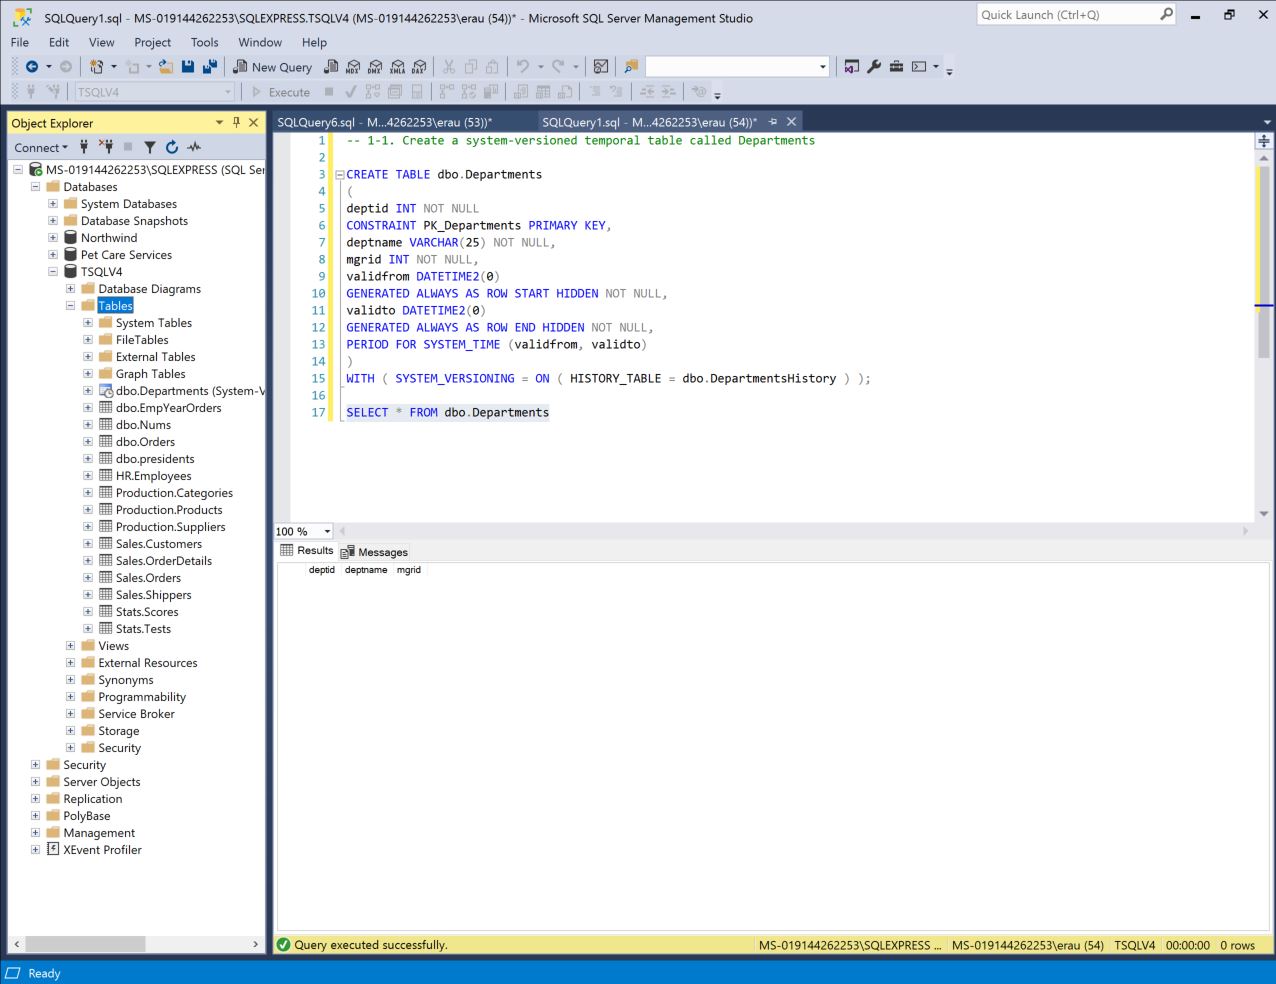 SQLQuery1.sql - MS-019144262253\SQLEXPRESS.TSQLV4 (MS-019144262253\erau (54))* - Microsoft SQL Server Management Studio
Quick Launch (Ctrl+Q)
File Edit View Project Tools Window Help
New Query MDX DMX XMLA DAX
TSQLV4 Execute
Object Explorer
Connect
MS-019144262253\SQLEXPRESS (SQL Ser
Databases
System Databases
Database Snapshots
Northwind
Pet Care Services
TSQLV4
Database Diagrams
Tables
System Tables
FileTables
External Tables
Graph Tables
dbo.Departments (System-V
dbo.EmpYearOrders
dbo.Nums
dbo.Orders
dbo.presidents
HR.Employees
Production.Categories
Production.Products
Production.Suppliers
Sales.Customers
Sales.OrderDetails
Sales.Orders
Sales.Shippers
Stats.Scores
Stats.Tests
Views
External Resources
Synonyms
Programmability
Service Broker
Storage
Security
Security
Server Objects
Replication
PolyBase
Management
XEvent Profiler
SQLQuery6.sql - M...4262253\erau (53))*
SQLQuery1.sql - M...4262253\erau (54))*
1 -- 1-1. Create a system-versioned temporal table called Departments
2
3 CREATE TABLE dbo.Departments
4 (
5 deptid INT NOT NULL
6 CONSTRAINT PK_Departments PRIMARY KEY,
7 deptname VARCHAR(25) NOT NULL,
8 mgrid INT NOT NULL,
9 validfrom DATETIME2(0)
10 GENERATED ALWAYS AS ROW START HIDDEN NOT NULL,
11 validto DATETIME2(0)
12 GENERATED ALWAYS AS ROW END HIDDEN NOT NULL,
13 PERIOD FOR SYSTEM_TIME (validfrom, validto)
14 )
15 WITH ( SYSTEM_VERSIONING = ON ( HISTORY_TABLE = dbo.DepartmentsHistory ) );
16
17 SELECT * FROM dbo.Departments
100 %
Results Messages
deptid deptname mgrid
Query executed successfully.
MS-019144262253\SQLEXPRESS ... MS-019144262253\erau (54) TSQLV4 00:00:00 0 rows
Ready